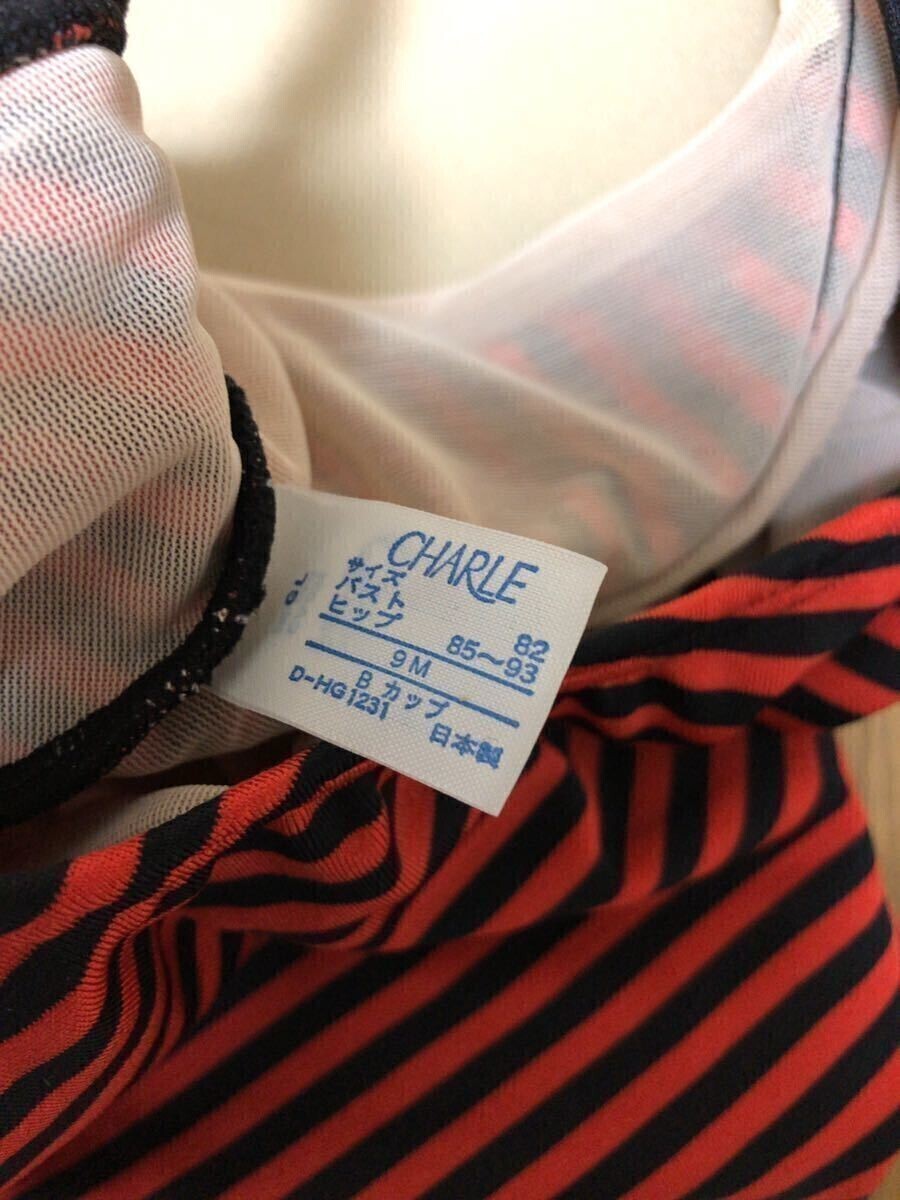 CHARLE
サイズ
バスト 82
ヒップ 85〜93
9M
Bカップ
D-HG1231 日本製